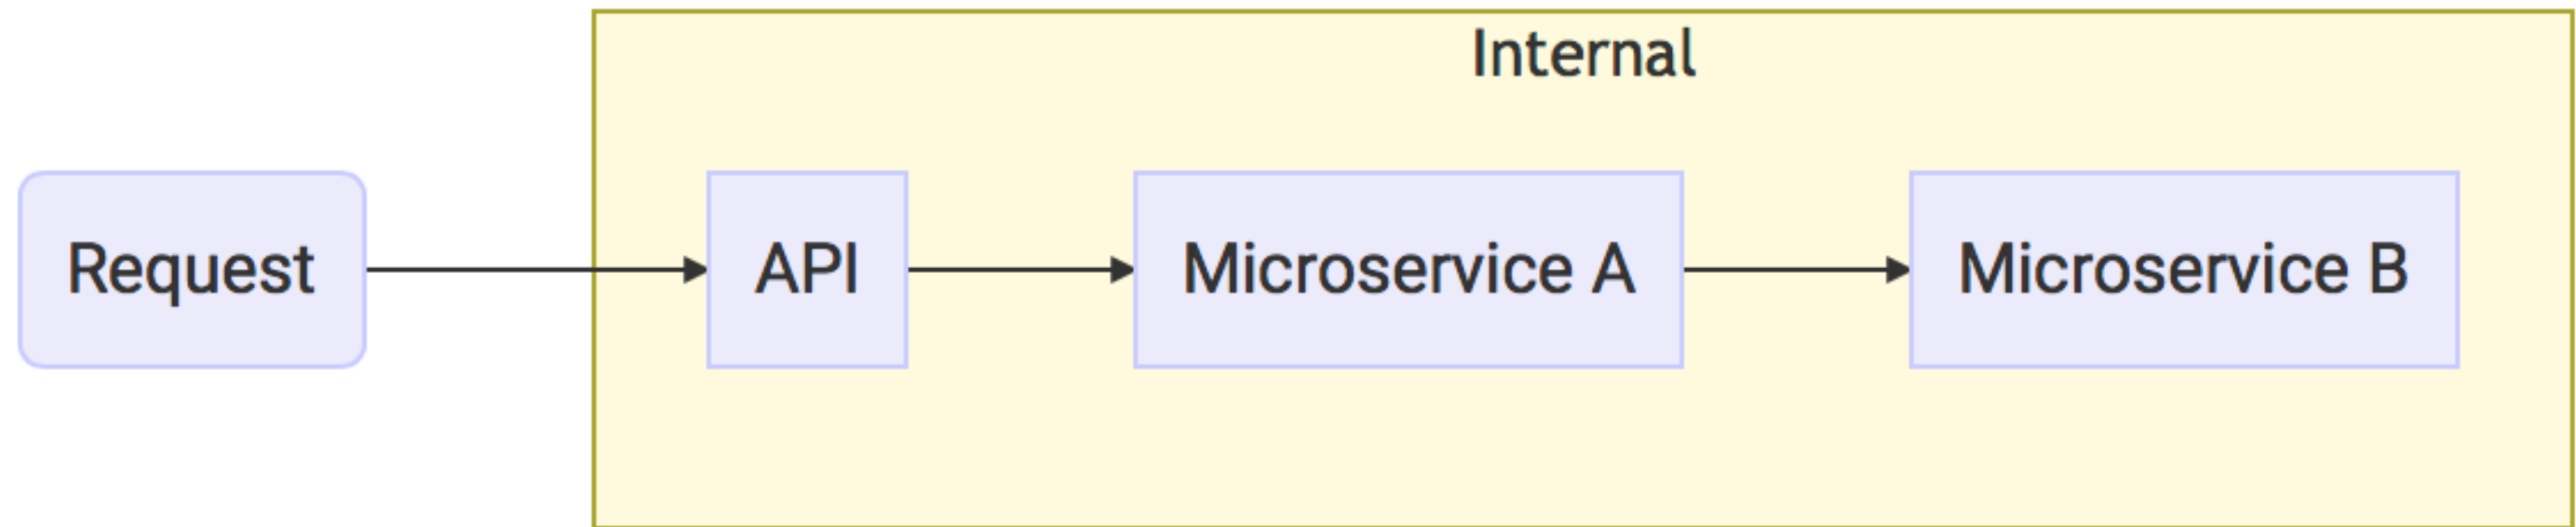 Internal
Request
API
Microservice A
Microservice B